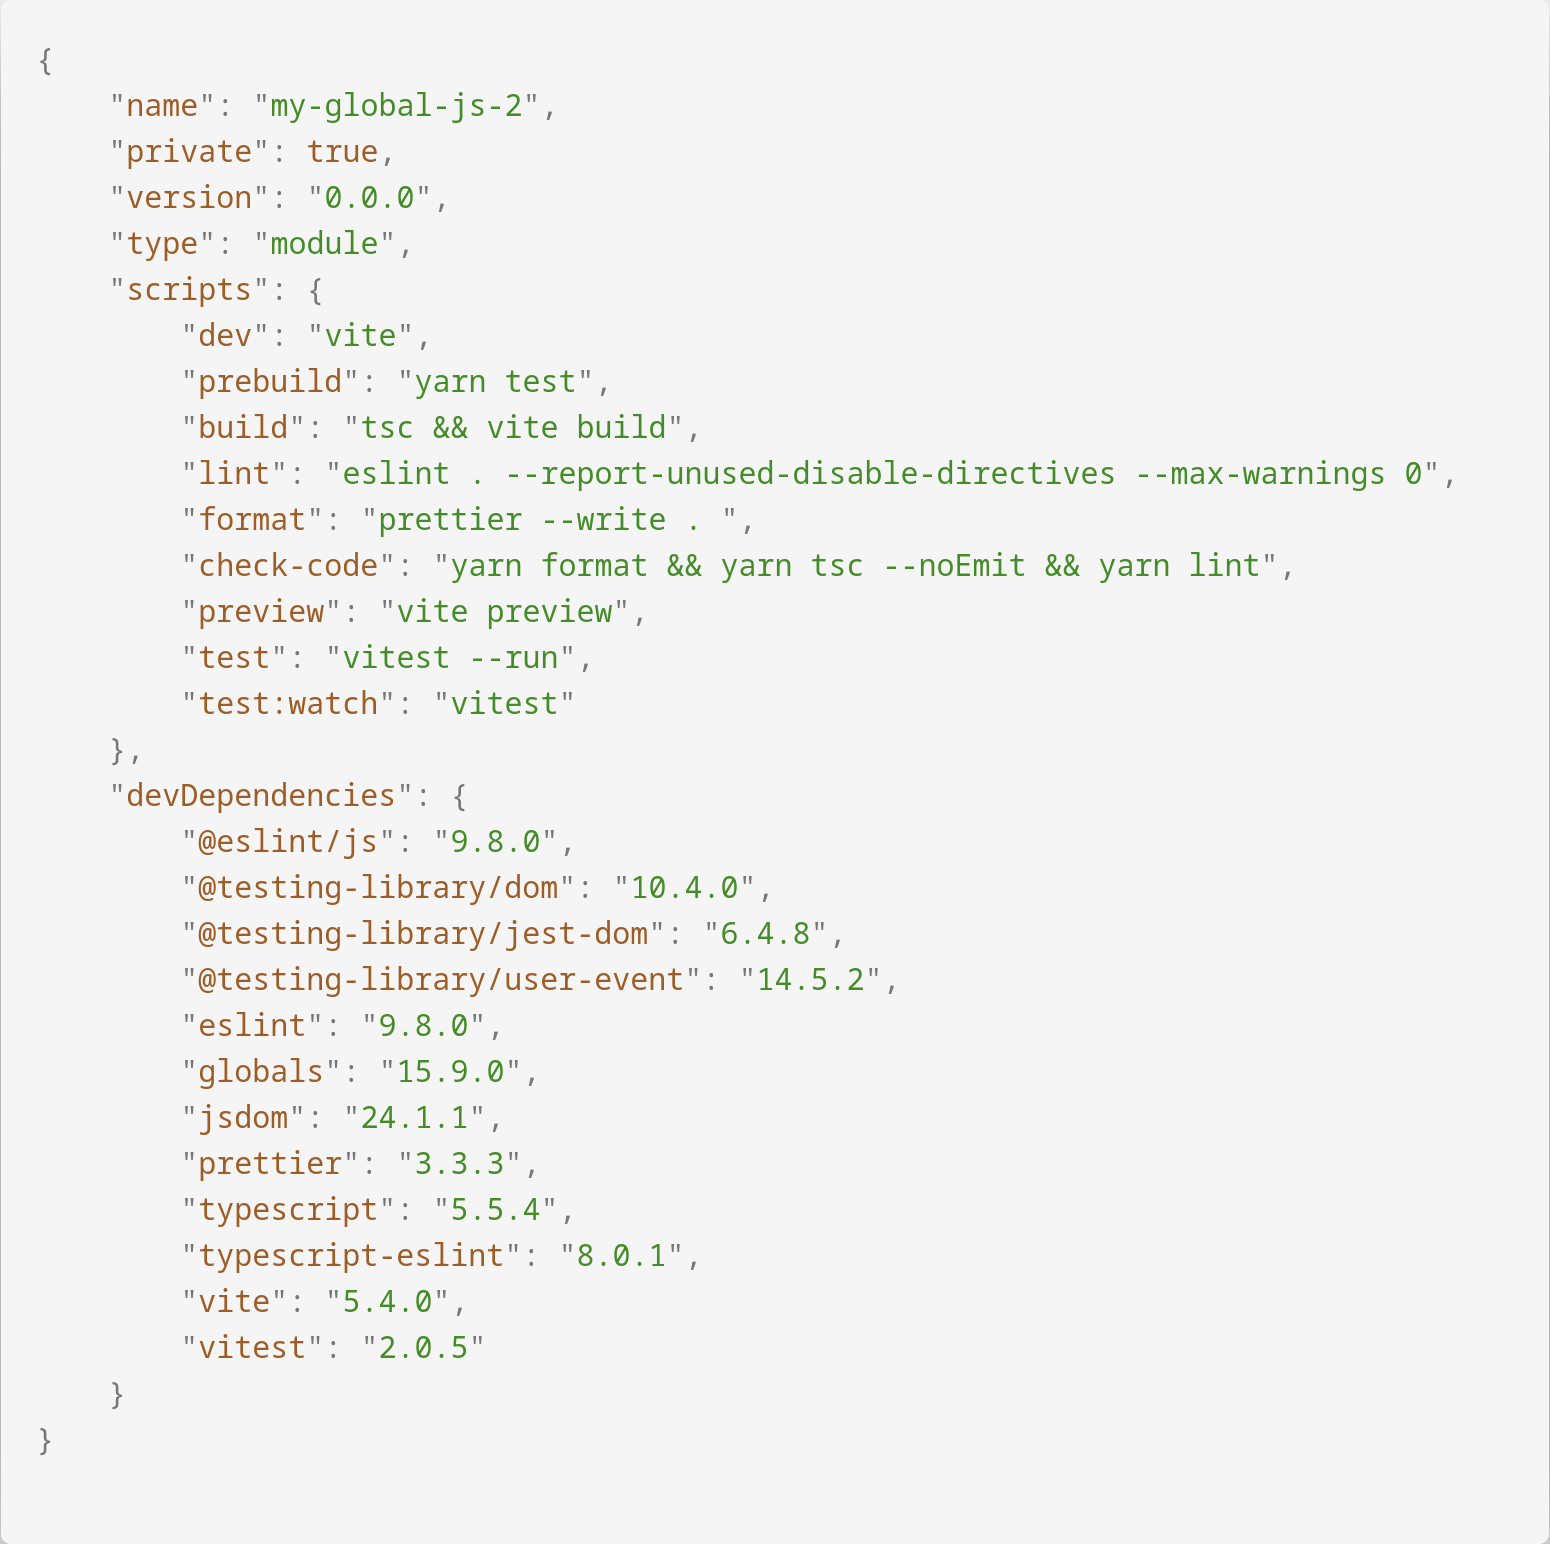 {
    "name": "my-global-js-2",
    "private": true,
    "version": "0.0.0",
    "type": "module",
    "scripts": {
        "dev": "vite",
        "prebuild": "yarn test",
        "build": "tsc && vite build",
        "lint": "eslint . --report-unused-disable-directives --max-warnings 0",
        "format": "prettier --write . ",
        "check-code": "yarn format && yarn tsc --noEmit && yarn lint",
        "preview": "vite preview",
        "test": "vitest --run",
        "test:watch": "vitest"
    },
    "devDependencies": {
        "@eslint/js": "9.8.0",
        "@testing-library/dom": "10.4.0",
        "@testing-library/jest-dom": "6.4.8",
        "@testing-library/user-event": "14.5.2",
        "eslint": "9.8.0",
        "globals": "15.9.0",
        "jsdom": "24.1.1",
        "prettier": "3.3.3",
        "typescript": "5.5.4",
        "typescript-eslint": "8.0.1",
        "vite": "5.4.0",
        "vitest": "2.0.5"
    }
}